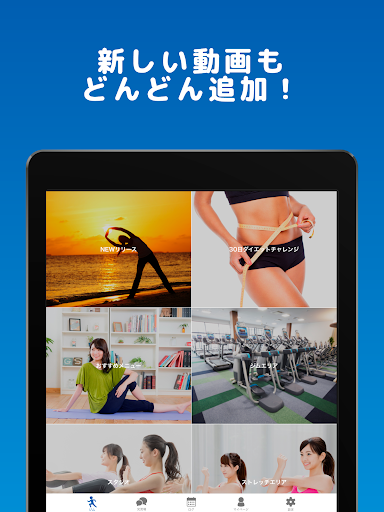 新しい動画も
どんどん追加！
NEWリリース
30日ダイエットチャレンジ
おすすめメニュー
ジムエリア
スタジオ
ストレッチエリア